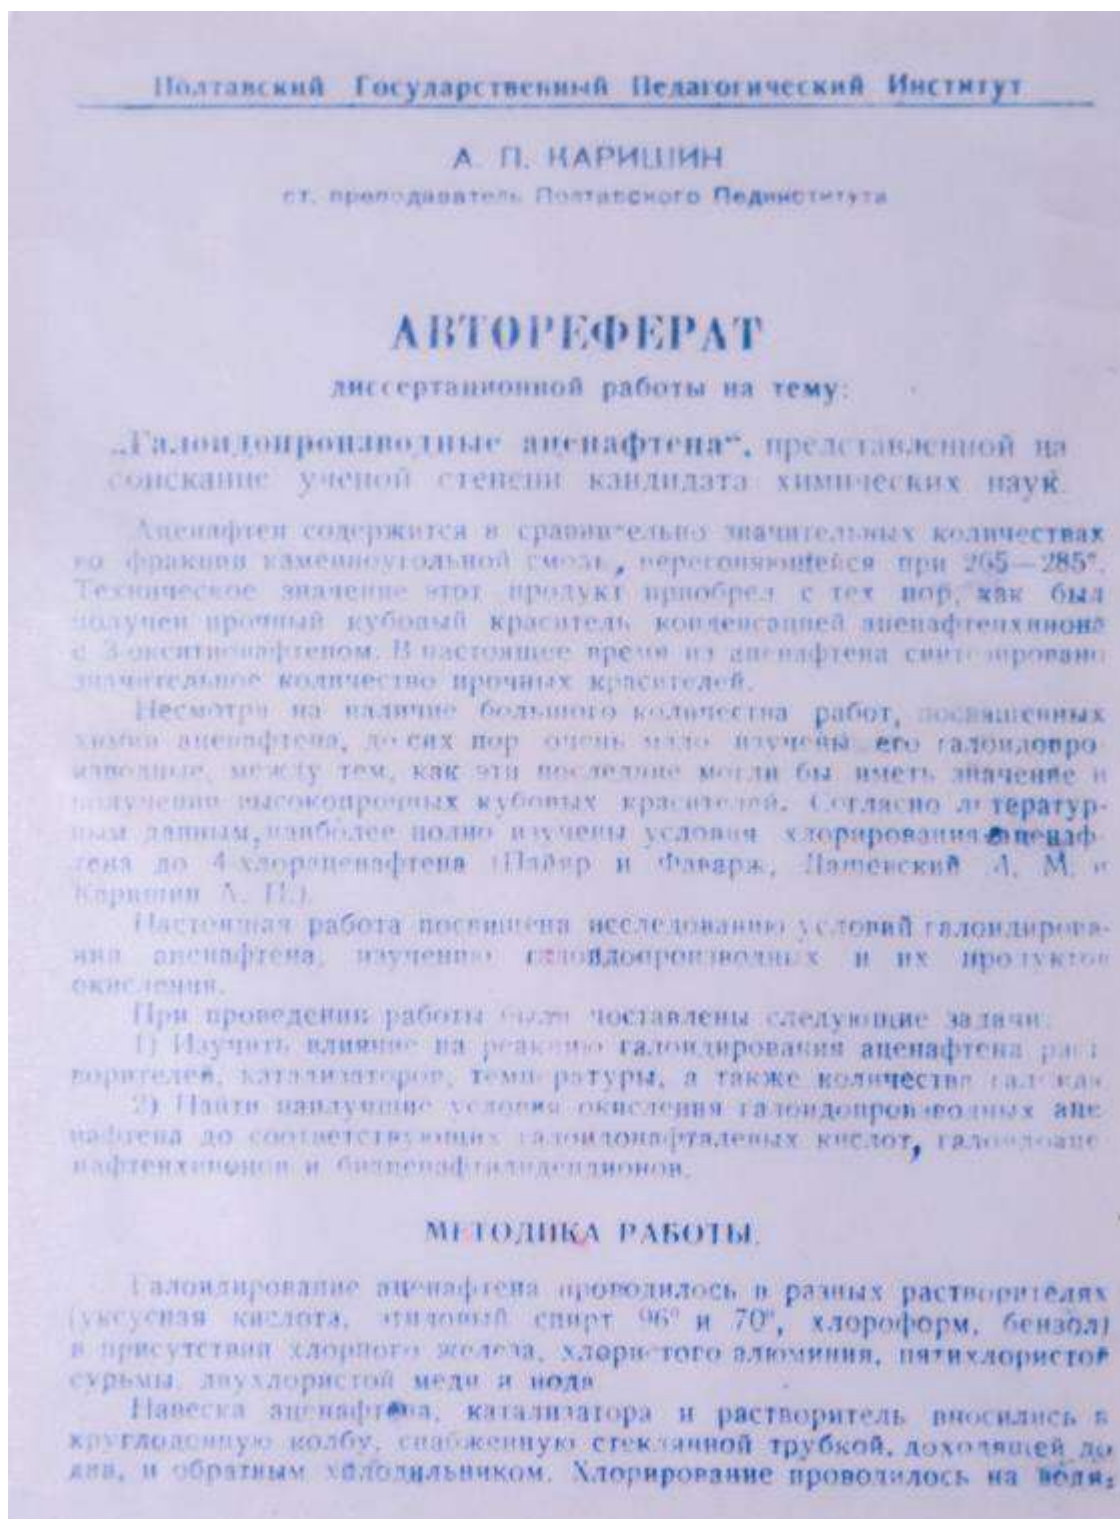 Полтавский Государственный Педагогический Институт
А. П. КАРИШИН
ст. преподаватель Полтавского Пединститута
АВТОРЕФЕРАТ
диссертационной работы на тему:
„Галоидопроизводные аценафтена“, представленной на
соискание ученой степени кандидата химических наук.
Аценафтен содержится в сравнительно значительных количествах
во фракции каменноугольной смолы, перегоняющейся при 265—285°.
Техническое значение этот продукт приобрел с тех пор, как был
получен прочный кубовый краситель конденсацией аценафтенхинона
с 3-окситионафтеном. В настоящее время из аценафтена синтезировано
значительное количество прочных красителей.
Несмотря на наличие большого количества работ, посвященных
химии аценафтена, до сих пор очень мало изучены его галоидопро-
изводные, между тем, как эти последние могли бы иметь значение в
получении высокопрочных кубовых красителей. Согласно литератур-
ным данным, наиболее полно изучены условия хлорирования аценаф-
тена до 4-хлораценафтена (Пайяр и Фаварж, Дашевский А. М. и
Каришин А. П.).
Настоящая работа посвящена исследованию условий галоидирова-
ния аценафтена, изучению галоидопроизводных и их продуктов
окисления.
При проведении работы были поставлены следующие задачи:
1) Изучить влияние на реакцию галоидирования аценафтена раст-
ворителей, катализаторов, температуры, а также количества галоида.
2) Найти наилучшие условия окисления галоидопроизводных аце-
нафтена до соответствующих галоидонафталевых кислот, галоидоаце-
нафтенхинонов и биаценафтилидендионов.
МЕТОДИКА РАБОТЫ.
Галоидирование аценафтена проводилось в разных растворителях
(уксусная кислота, этиловый спирт 96° и 70°, хлороформ, бензол)
в присутствии хлорного железа, хлористого алюминия, пятихлористой
сурьмы, двухлористой меди и иода
Навеска аценафтена, катализатора и растворитель вносились в
круглодонную колбу, снабженную стеклянной трубкой, доходящей до
дна, и обратным холодильником. Хлорирование проводилось на водя-